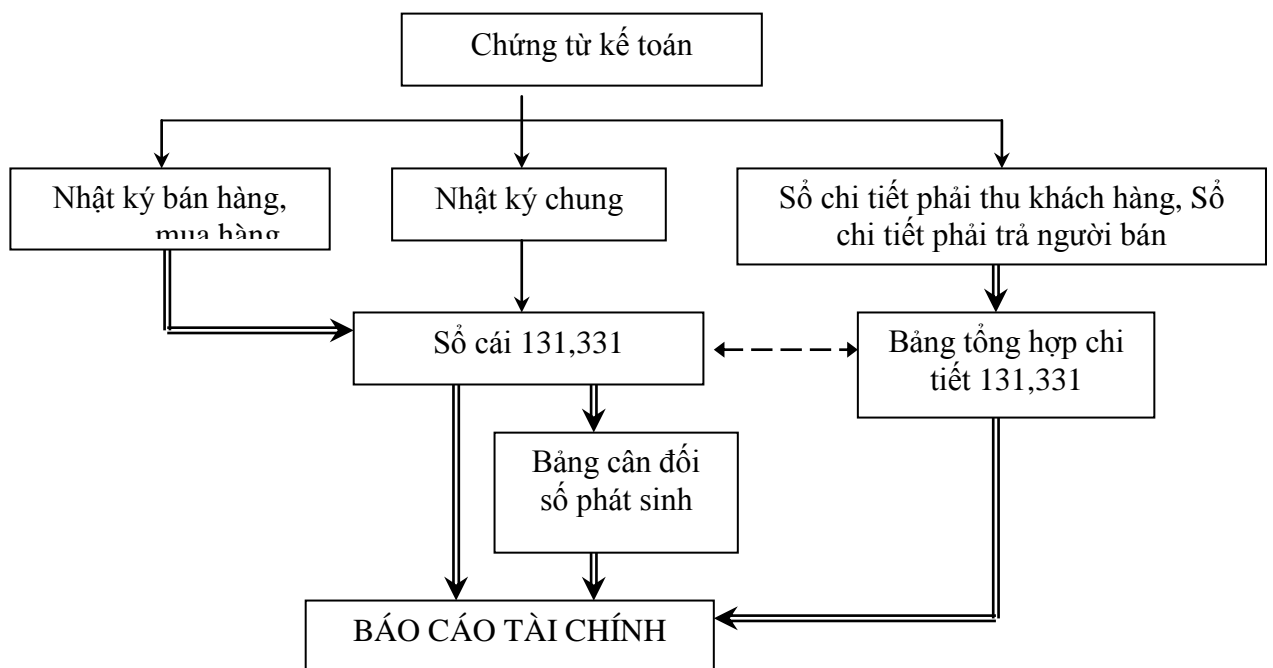 Chứng từ kế toán
Nhật ký bán hàng,
mua hàng
Nhật ký chung
Sổ chi tiết phải thu khách hàng, Sổ
chi tiết phải trả người bán
Sổ cái 131,331
Bảng tổng hợp chi
tiết 131,331
Bảng cân đối
số phát sinh
BÁO CÁO TÀI CHÍNH